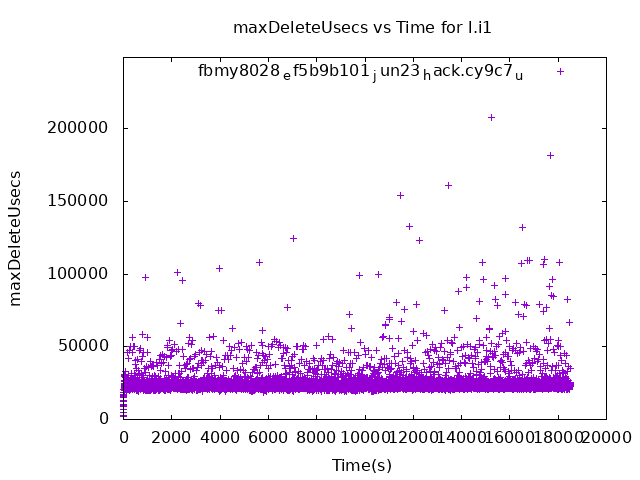 maxDeleteUsecs vs Time for l.i1
fbmy8028ef5b9b101jun23hack.cy9c7u
200000
150000
100000
50000
0
maxDeleteUsecs
0 2000 4000 6000 8000 10000 12000 14000 16000 18000 20000
Time(s)